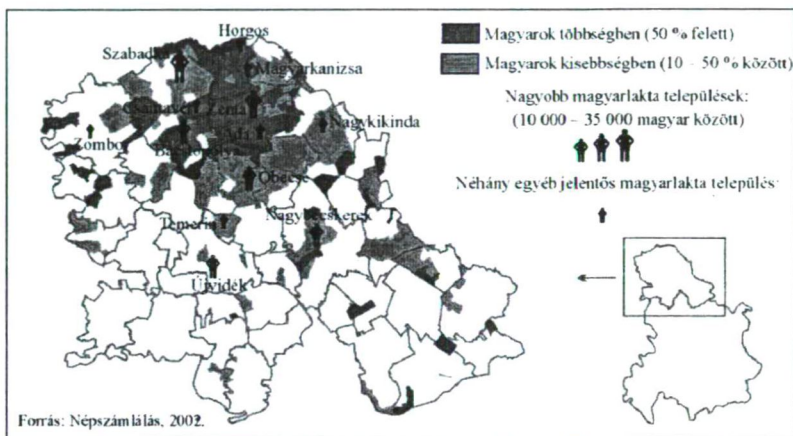 Horgos
Szabadka
Magyarkanizsa
Zenta
Nagykikinda
Zombor
Óbecse
Temerin
Nagybecskerek
Újvidék
Magyarok többségben (50 % felett)
Magyarok kisebbségben (10 - 50 % között)
Nagyobb magyarlakta települések:
(10 000 – 35 000 magyar között)
Néhány egyéb jelentős magyarlakta település:
Forrás: Népszámlálás, 2002.